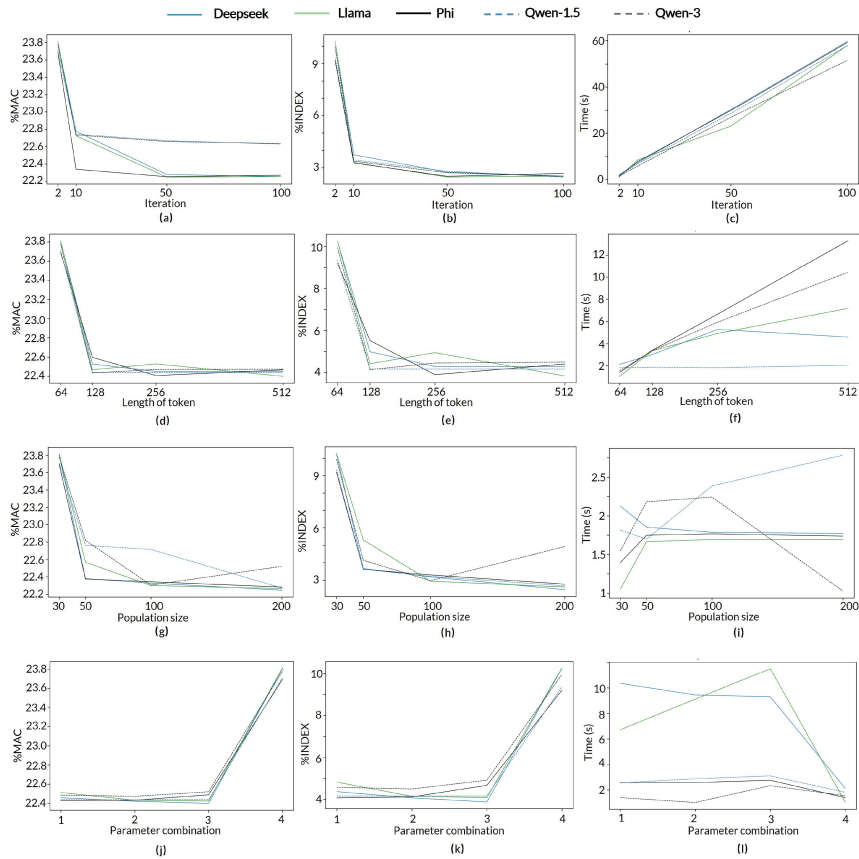 Deepseek Llama Phi Qwen-1.5 Qwen-3
%MAC
23.8
23.6
23.4
23.2
23.0
22.8
22.6
22.4
22.2
2 10 50 100
Iteration
(a)
%INDEX
9
6
3
2 10 50 100
Iteration
(b)
Time (s)
60
40
20
0
2 10 50 100
Iteration
(c)
%MAC
23.8
23.6
23.4
23.2
23.0
22.8
22.6
22.4
64 128 256 512
Length of token
(d)
%INDEX
10
8
6
4
64 128 256 512
Length of token
(e)
Time (s)
12
10
8
6
4
2
64 128 256 512
Length of token
(f)
%MAC
23.8
23.6
23.4
23.2
23.0
22.8
22.6
22.4
22.2
30 50 100 200
Population size
(g)
%INDEX
9
6
3
30 50 100 200
Population size
(h)
Time (s)
2.5
2
1.5
1
30 50 100 200
Population size
(i)
%MAC
23.8
23.6
23.4
23.2
23.0
22.8
22.6
22.4
1 2 3 4
Parameter combination
(j)
%INDEX
10
8
6
4
1 2 3 4
Parameter combination
(k)
Time (s)
10
8
6
4
2
1 2 3 4
Parameter combination
(l)